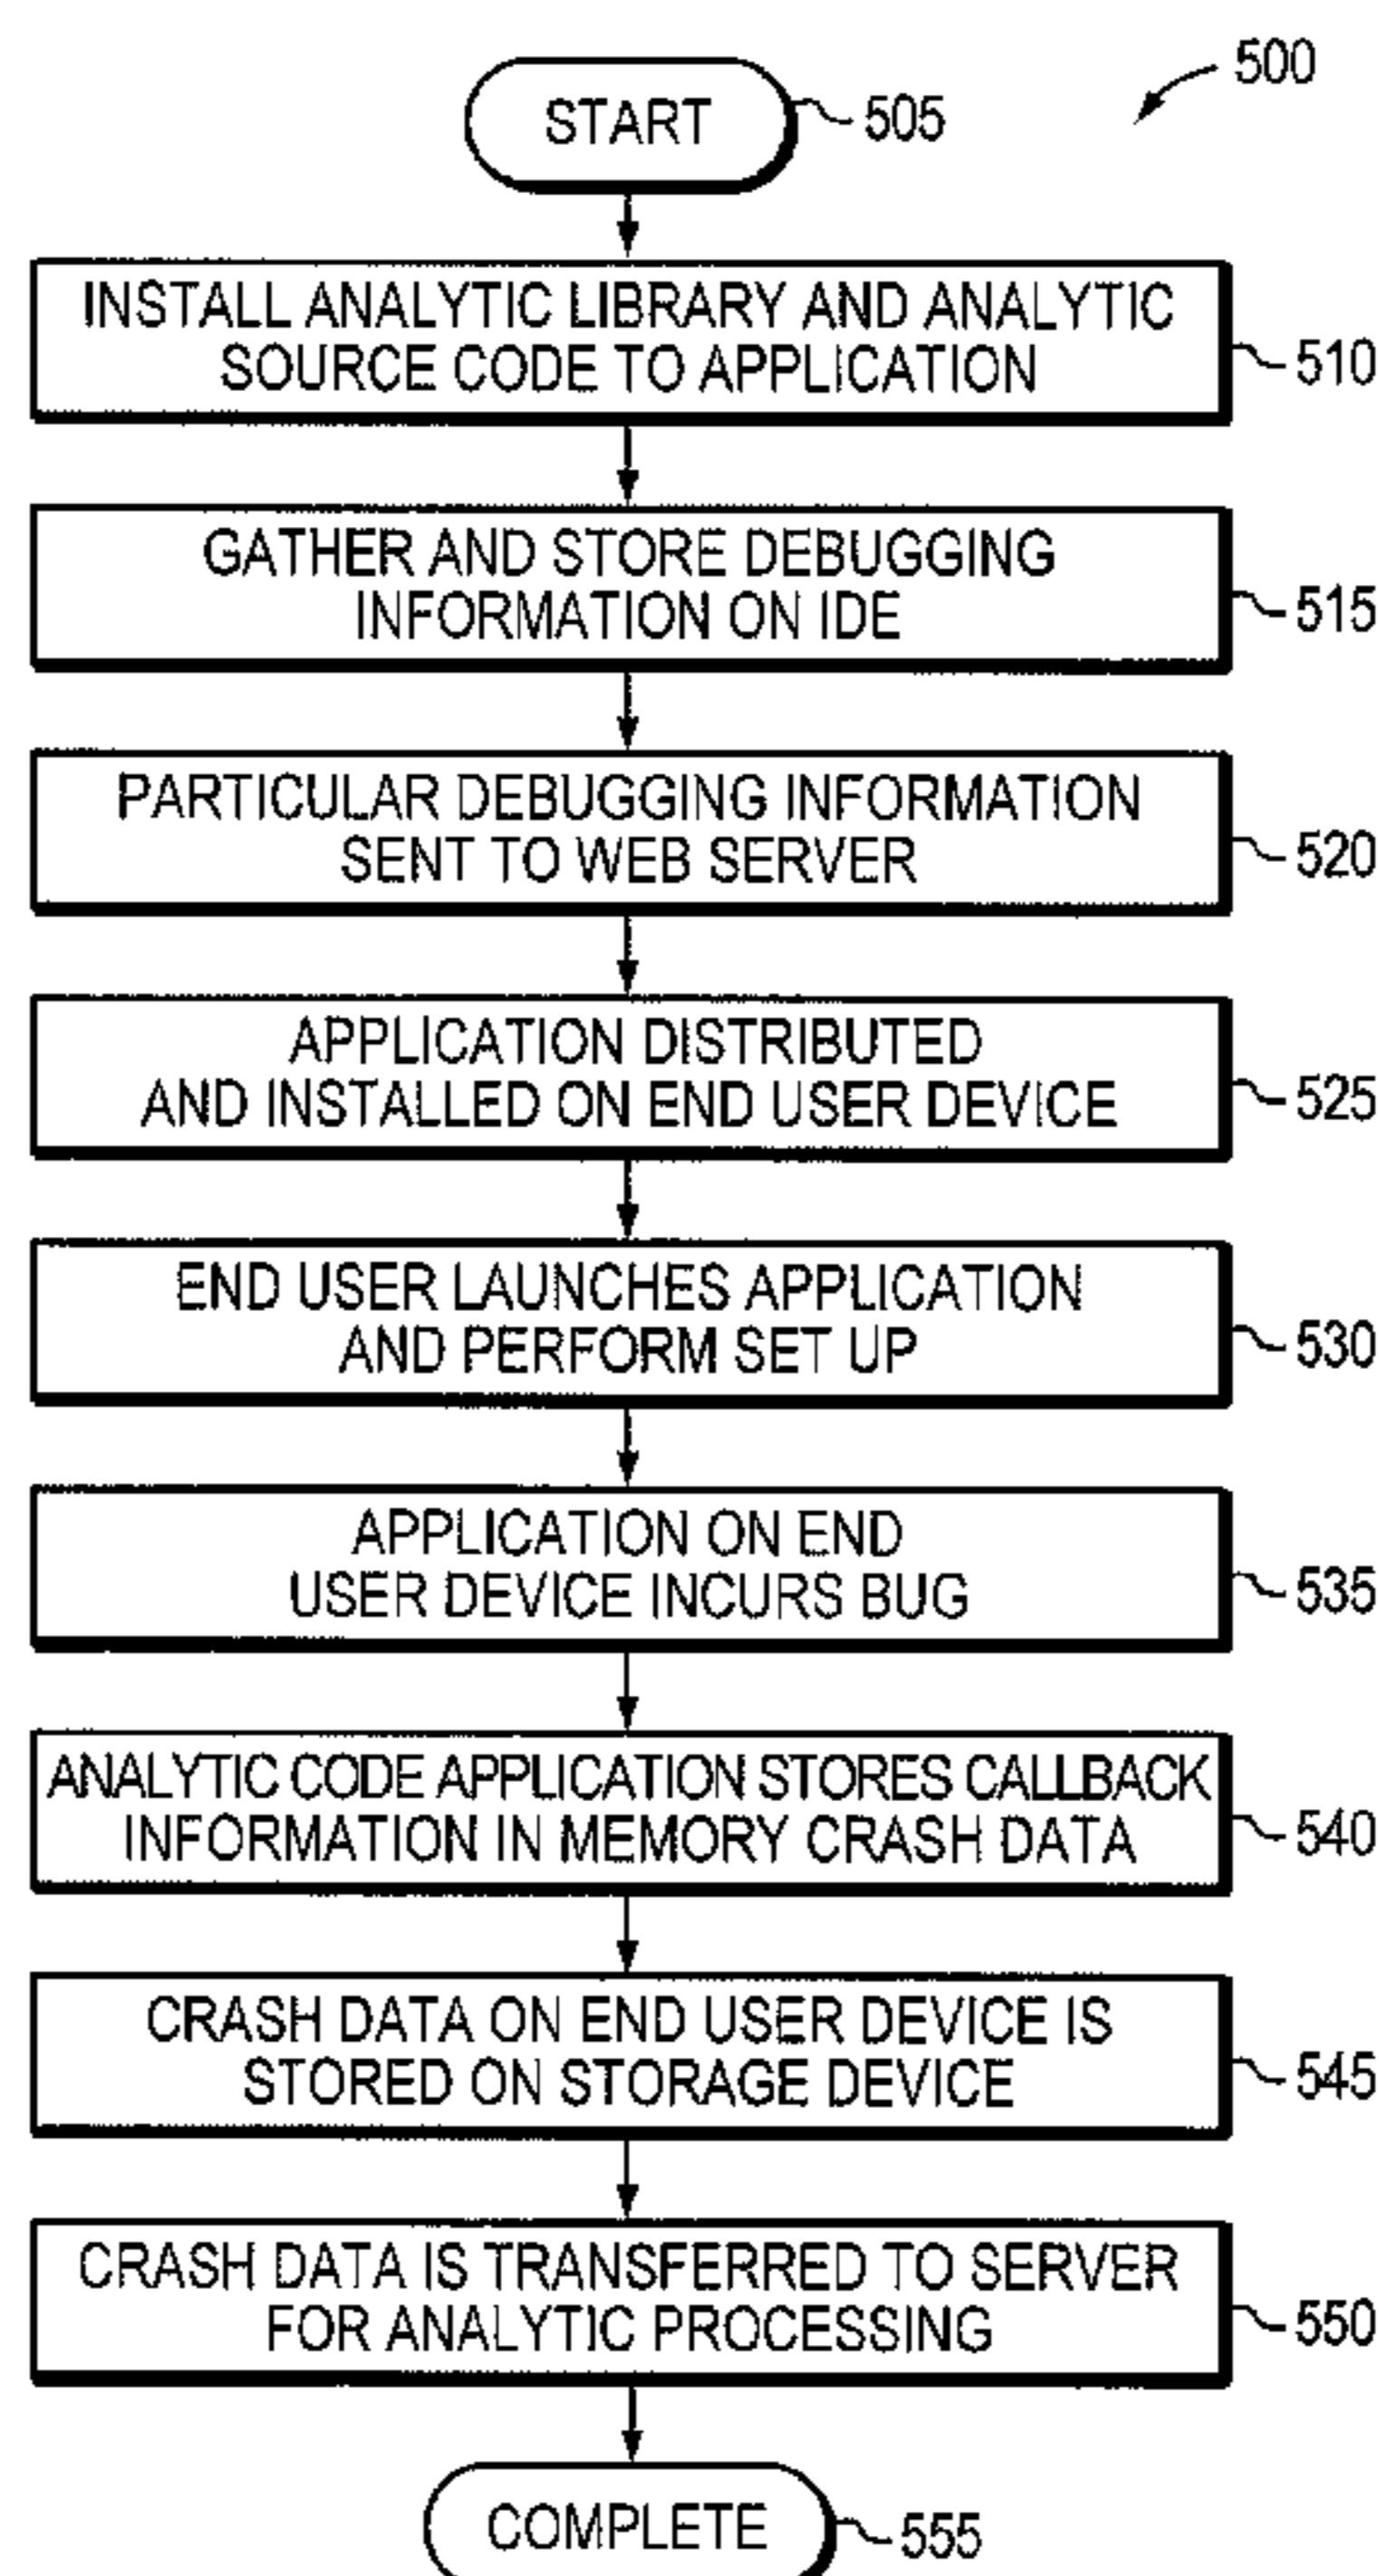 500
START
505
INSTALL ANALYTIC LIBRARY AND ANALYTIC
SOURCE CODE TO APPLICATION
510
GATHER AND STORE DEBUGGING
INFORMATION ON IDE
515
PARTICULAR DEBUGGING INFORMATION
SENT TO WEB SERVER
520
APPLICATION DISTRIBUTED
AND INSTALLED ON END USER DEVICE
525
END USER LAUNCHES APPLICATION
AND PERFORM SET UP
530
APPLICATION ON END
USER DEVICE INCURS BUG
535
ANALYTIC CODE APPLICATION STORES CALLBACK
INFORMATION IN MEMORY CRASH DATA
540
CRASH DATA ON END USER DEVICE IS
STORED ON STORAGE DEVICE
545
CRASH DATA IS TRANSFERRED TO SERVER
FOR ANALYTIC PROCESSING
550
COMPLETE
555